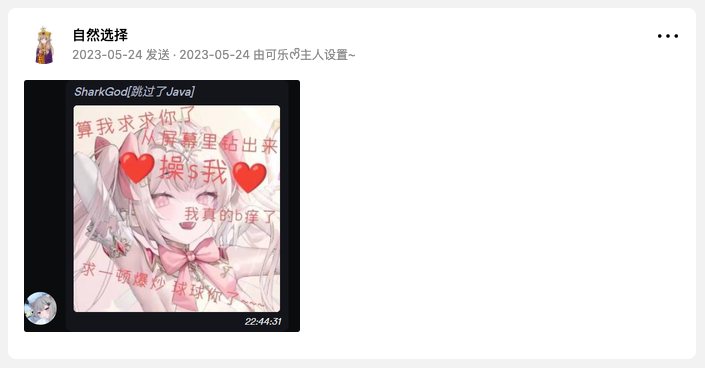 自然选择
2023-05-24 发送 · 2023-05-24 由可乐的主人设置~
SharkGod[跳过了Java]
算我求求你了
从屏幕里钻出来
❤️操s我❤️
我真的b痒了
求一顿爆炒 球球你了~~~
22:44:31